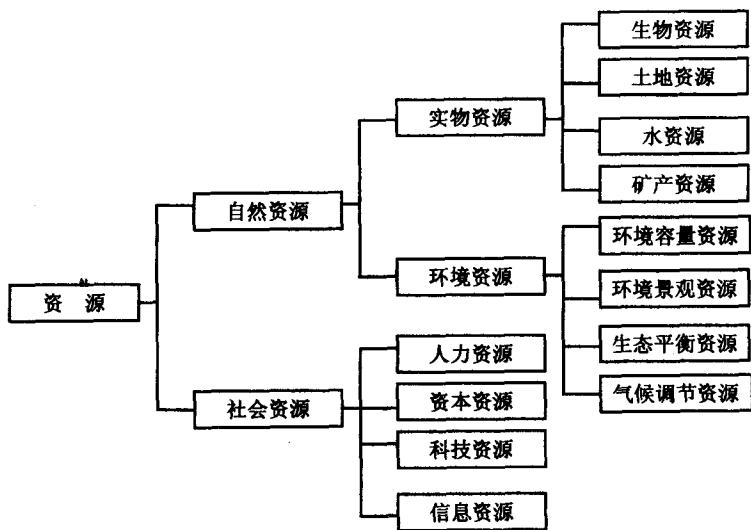 生物资源
土地资源
实物资源
水资源
矿产资源
自然资源
环境容量资源
环境资源
环境景观资源
资 源
生态平衡资源
人力资源
气候调节资源
社会资源
资本资源
科技资源
信息资源